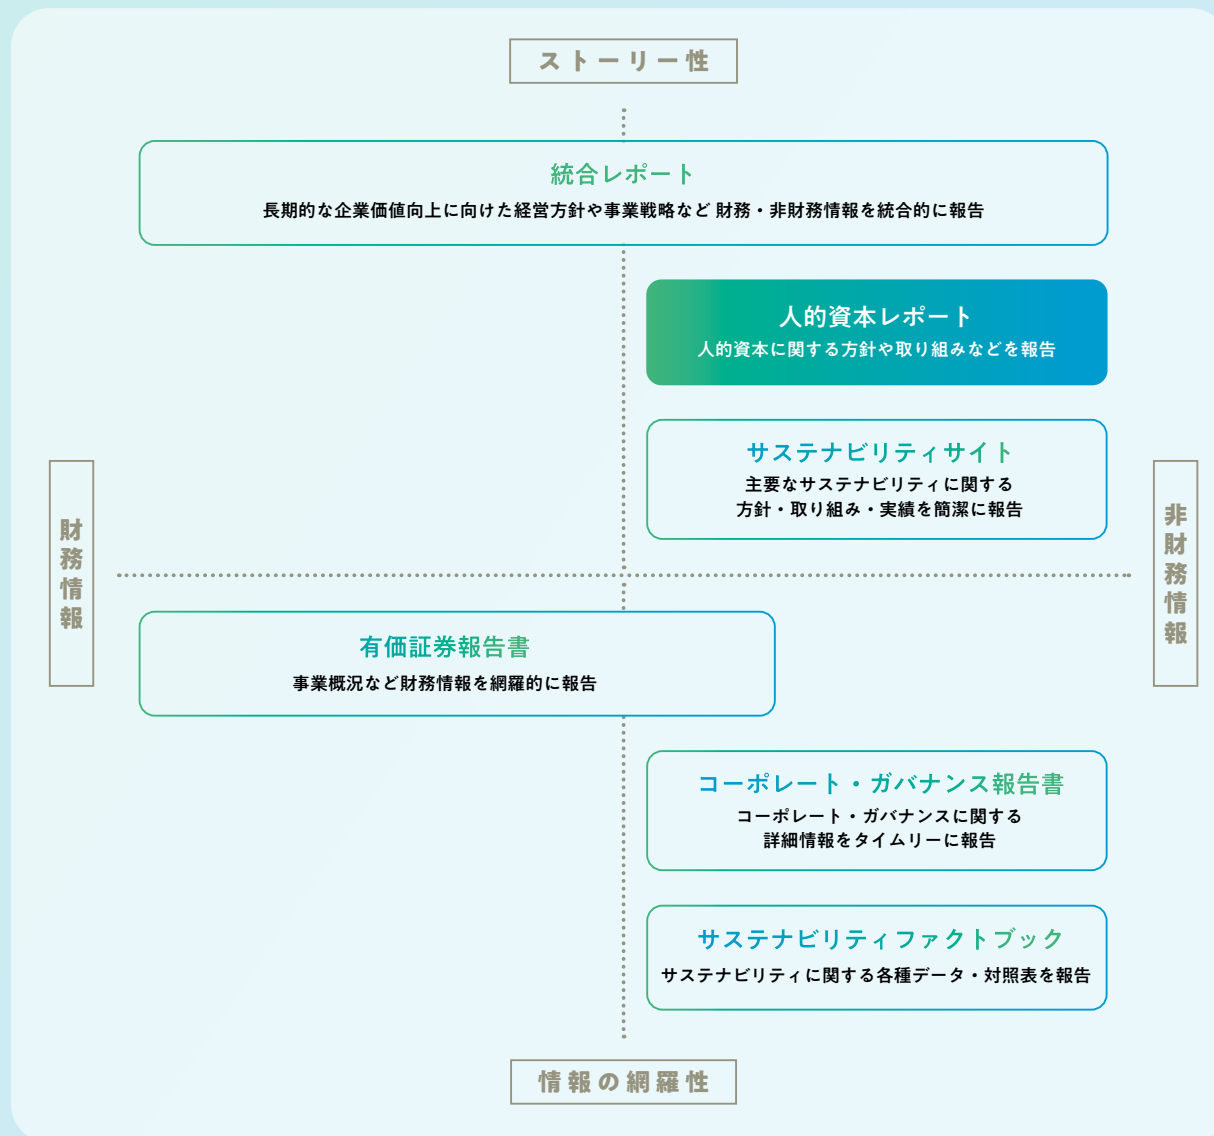 ストーリー性
統合レポート
長期的な企業価値向上に向けた経営方針や事業戦略など 財務・非財務情報を統合的に報告
人的資本レポート
人的資本に関する方針や取り組みなどを報告
サステナビリティサイト
主要なサステナビリティに関する
方針・取り組み・実績を簡潔に報告
財務情報
非財務情報
有価証券報告書
事業概況など財務情報を網羅的に報告
コーポレート・ガバナンス報告書
コーポレート・ガバナンスに関する
詳細情報をタイムリーに報告
サステナビリティファクトブック
サステナビリティに関する各種データ・対照表を報告
情報の網羅性